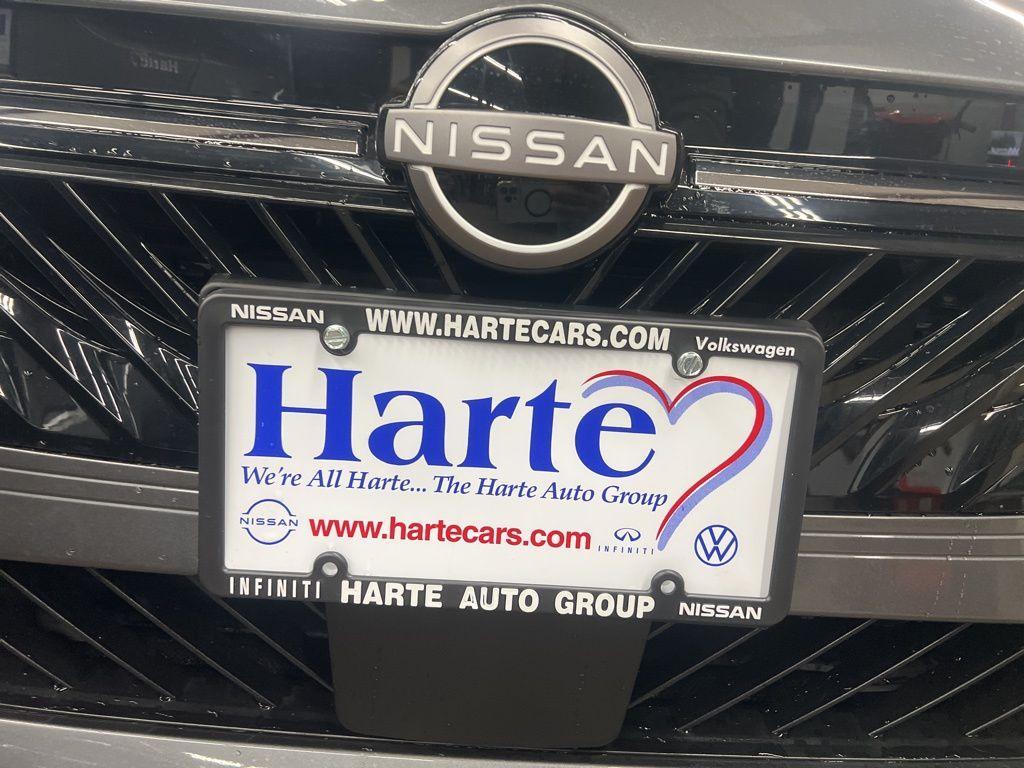 NISSAN
NISSAN WWW.HARTECARS.COM Volkswagen
Harte
We're All Harte... The Harte Auto Group
NISSAN www.hartecars.com INFINITI
INFINITI HARTE AUTO GROUP NISSAN